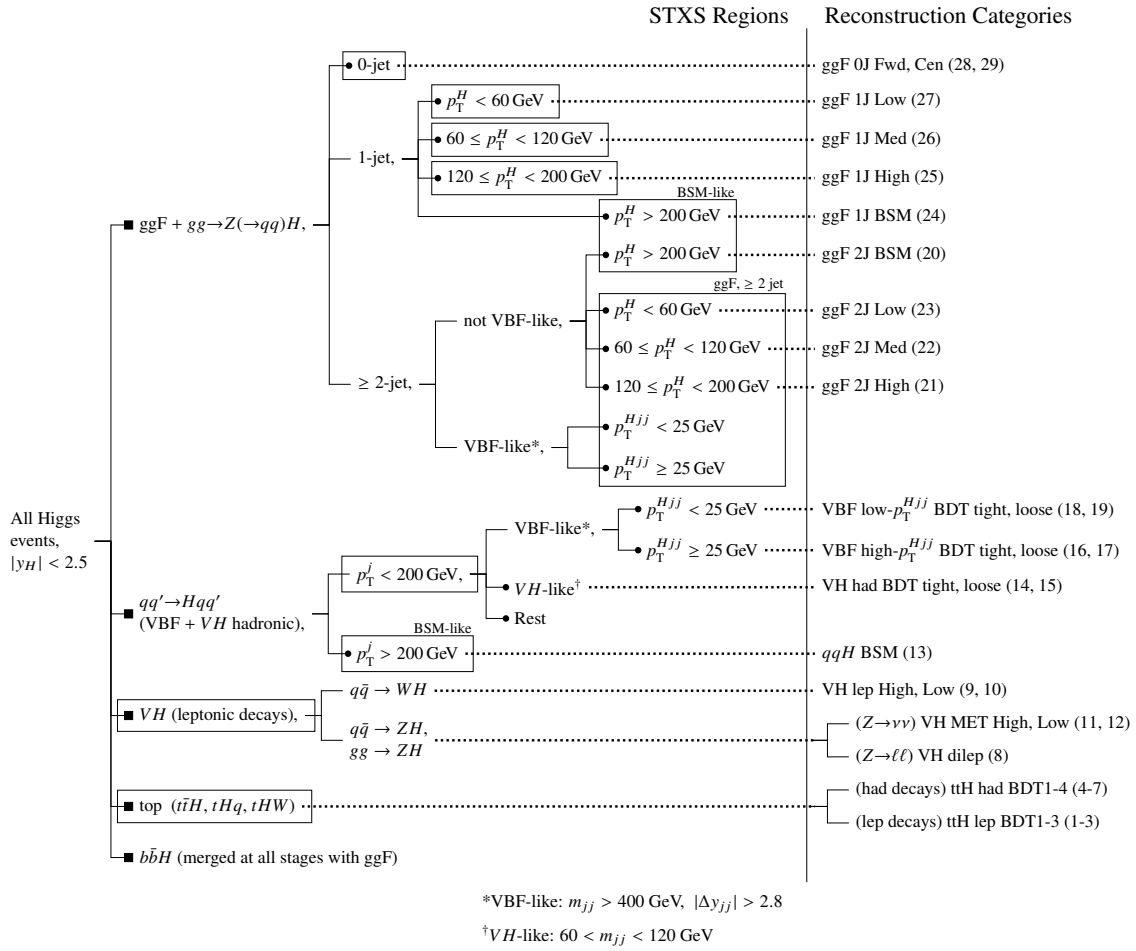 STXS Regions
Reconstruction Categories
0-jet
ggF 0J Fwd, Cen (28, 29)
p_T^H < 60 GeV
ggF 1J Low (27)
1-jet,
60 ≤ p_T^H < 120 GeV
ggF 1J Med (26)
120 ≤ p_T^H < 200 GeV
ggF 1J High (25)
BSM-like
ggF + gg→Z(→qq)H,
p_T^H > 200 GeV
ggF 1J BSM (24)
p_T^H > 200 GeV
ggF 2J BSM (20)
ggF, ≥ 2 jet
not VBF-like,
p_T^H < 60 GeV
ggF 2J Low (23)
60 ≤ p_T^H < 120 GeV
ggF 2J Med (22)
≥ 2-jet,
120 ≤ p_T^H < 200 GeV
ggF 2J High (21)
VBF-like*,
p_T^{Hjj} < 25 GeV
p_T^{Hjj} ≥ 25 GeV
All Higgs
events,
|y_H| < 2.5
VBF-like*,
p_T^{Hjj} < 25 GeV
VBF low-p_T^{Hjj} BDT tight, loose (18, 19)
p_T^{Hjj} ≥ 25 GeV
VBF high-p_T^{Hjj} BDT tight, loose (16, 17)
qq′→Hqq′
(VBF + VH hadronic),
p_T^j < 200 GeV,
VH-like†
VH had BDT tight, loose (14, 15)
Rest
BSM-like
p_T^j > 200 GeV
qqH BSM (13)
VH (leptonic decays),
qq̄ → WH
VH lep High, Low (9, 10)
qq̄ → ZH,
gg → ZH
(Z→νν) VH MET High, Low (11, 12)
(Z→ℓℓ) VH dilep (8)
top (tt̄H, tHq, tHW)
(had decays) ttH had BDT1-4 (4-7)
(lep decays) ttH lep BDT1-3 (1-3)
bb̄H (merged at all stages with ggF)
*VBF-like: m_jj > 400 GeV, |Δy_jj| > 2.8
†VH-like: 60 < m_jj < 120 GeV